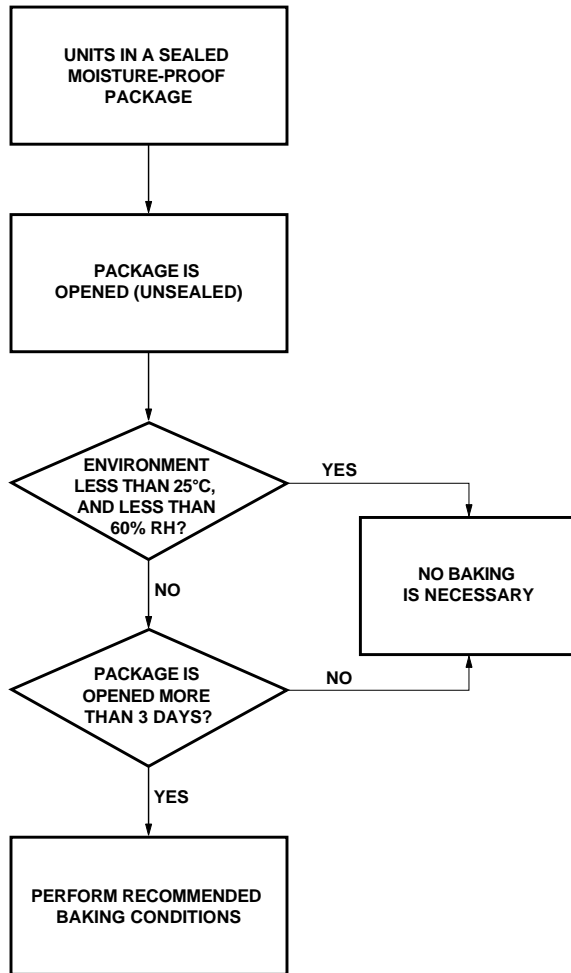 UNITS IN A SEALED
MOISTURE-PROOF
PACKAGE
PACKAGE IS
OPENED (UNSEALED)
ENVIRONMENT
LESS THAN 25°C,
AND LESS THAN
60% RH?
YES
NO BAKING
IS NECESSARY
NO
PACKAGE IS
OPENED MORE
THAN 3 DAYS?
NO
YES
PERFORM RECOMMENDED
BAKING CONDITIONS